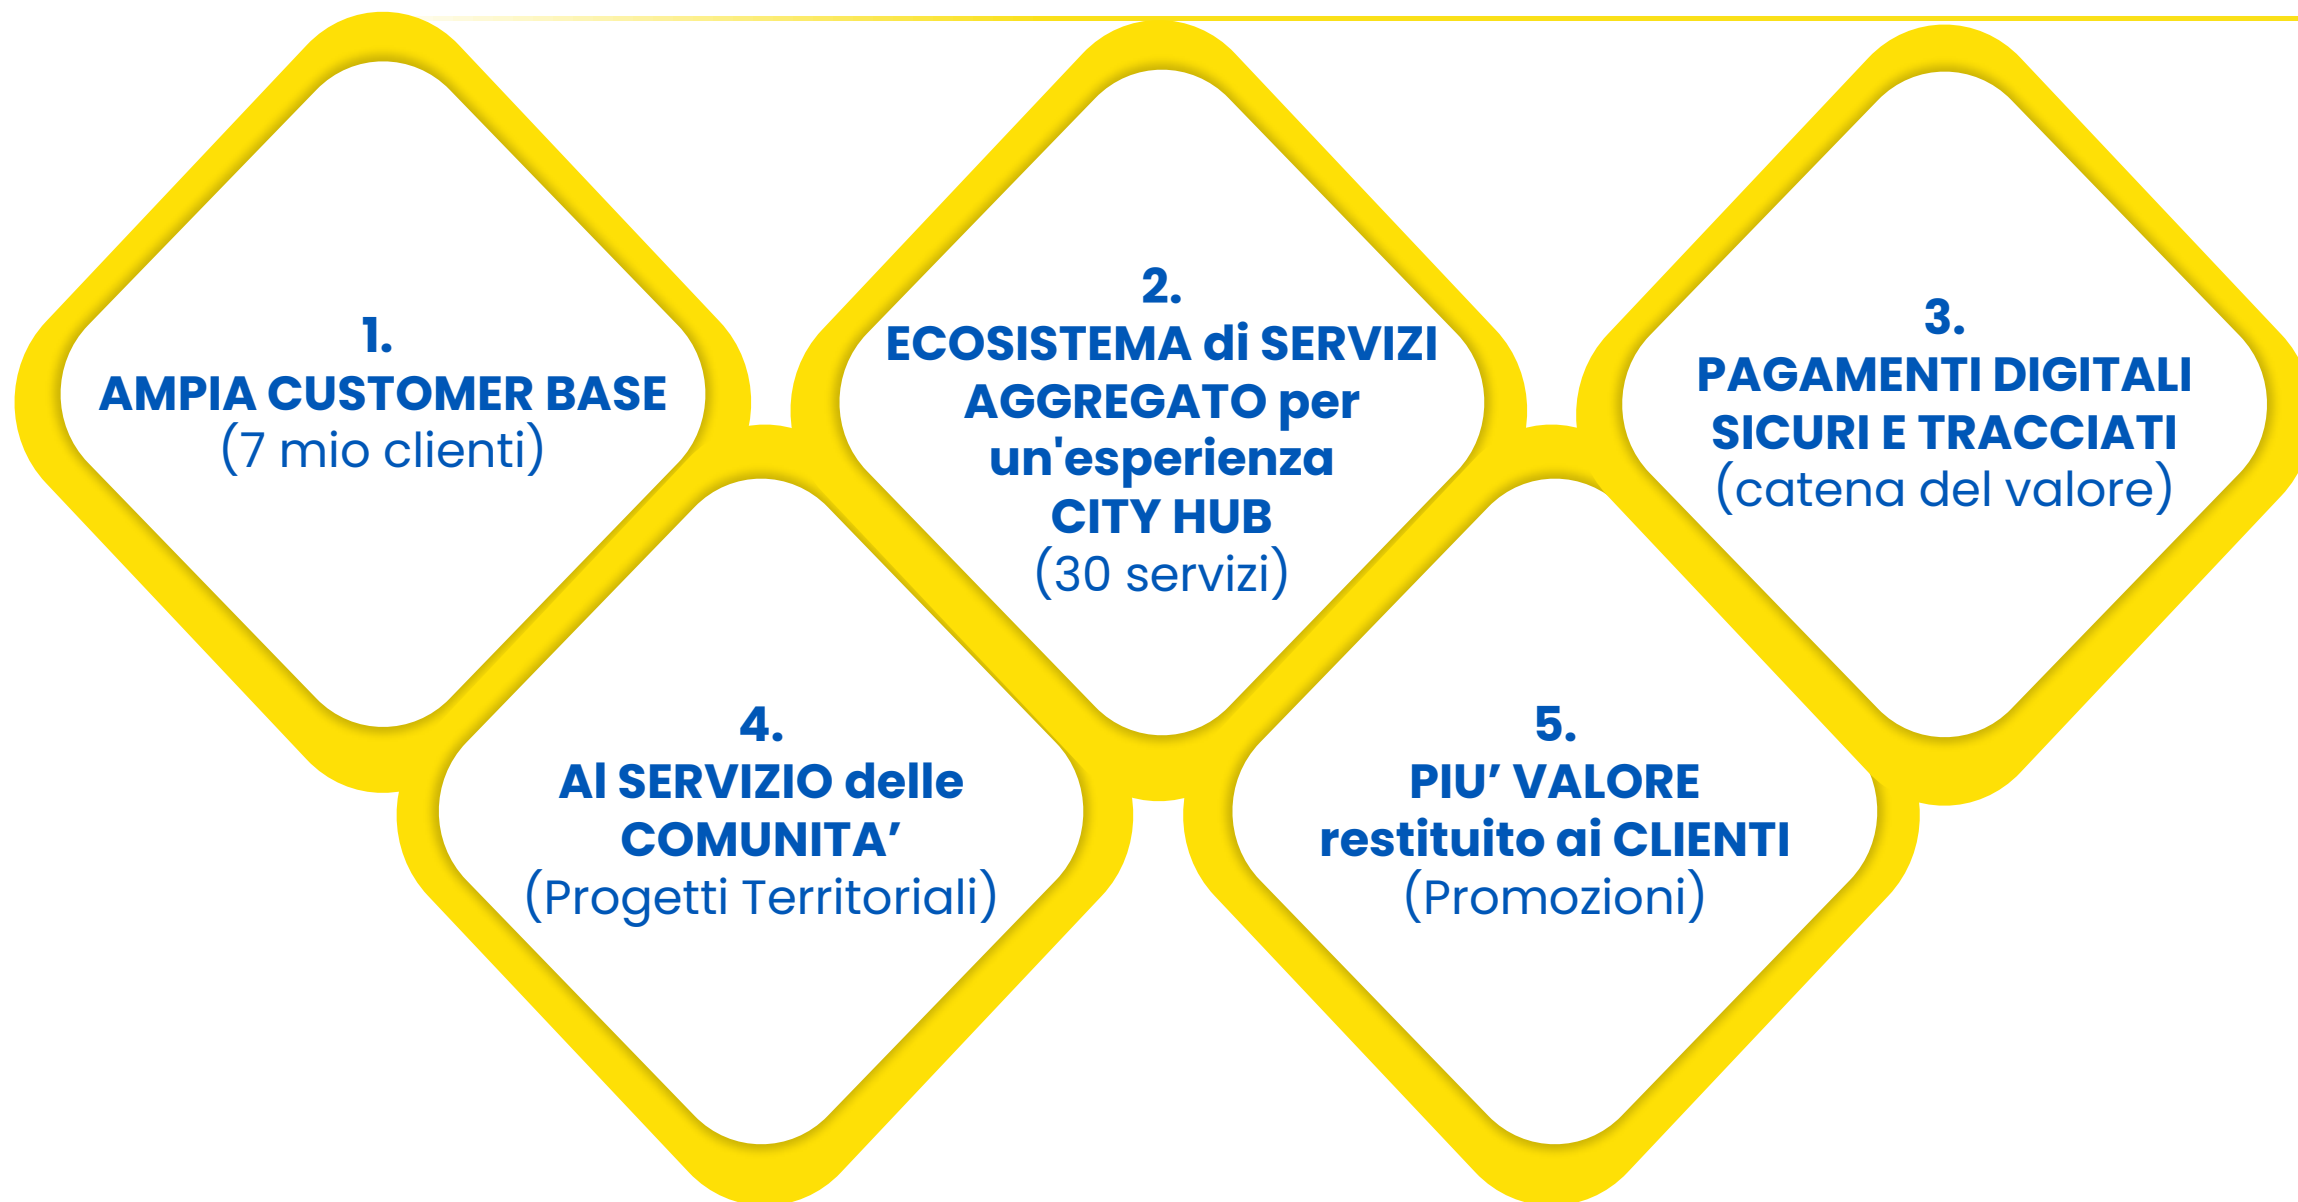 1.
AMPIA CUSTOMER BASE
(7 mio clienti)
2.
ECOSISTEMA di SERVIZI
AGGREGATO per
un'esperienza
CITY HUB
(30 servizi)
3.
PAGAMENTI DIGITALI
SICURI E TRACCIATI
(catena del valore)
4.
Al SERVIZIO delle
COMUNITA’
(Progetti Territoriali)
5.
PIU’ VALORE
restituito ai CLIENTI
(Promozioni)